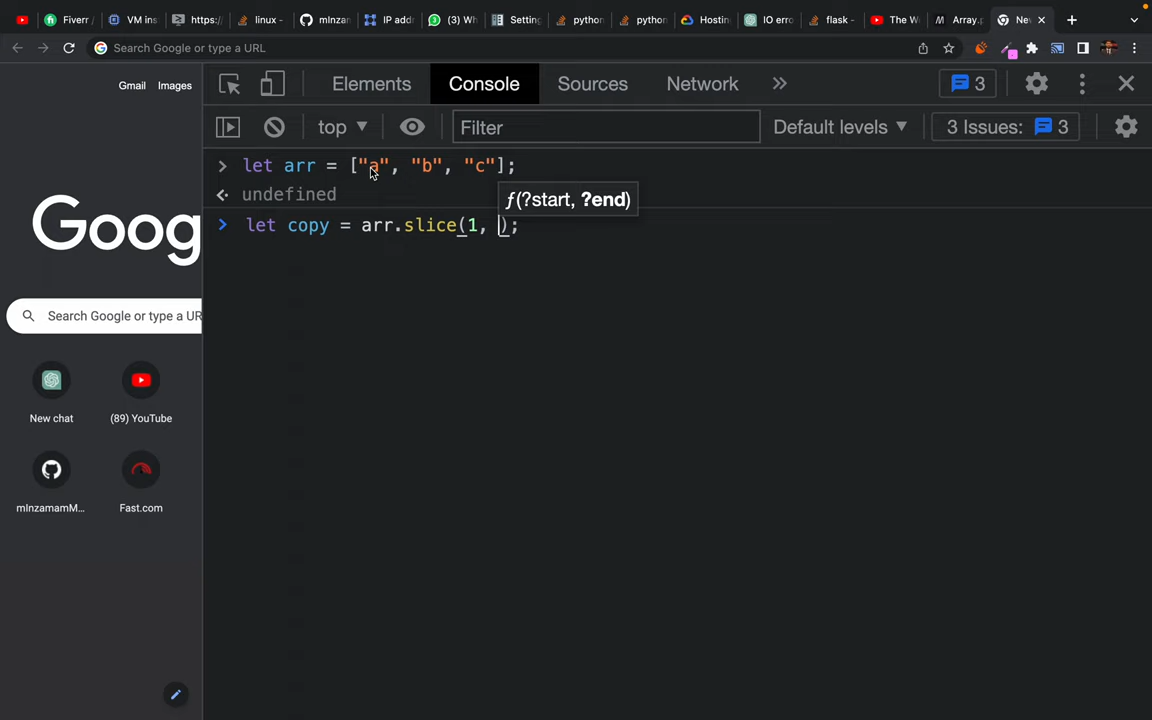 Fiverr /
VM ins
https:/
linux -
mInzam
IP addr
(3) Wh
Setting
python
python
Hostin
IO erro
flask -
The W
Array.p
Nev
Search Google or type a URL
Gmail Images
Goog
Search Google or type a UR
New chat
(89) YouTube
mInzamamM...
Fast.com
Elements
Console
Sources
Network
3
top
Filter
Default levels
3 Issues: 3
> let arr = ["a", "b", "c"];
undefined
ƒ(?start, ?end)
> let copy = arr.slice(1, );